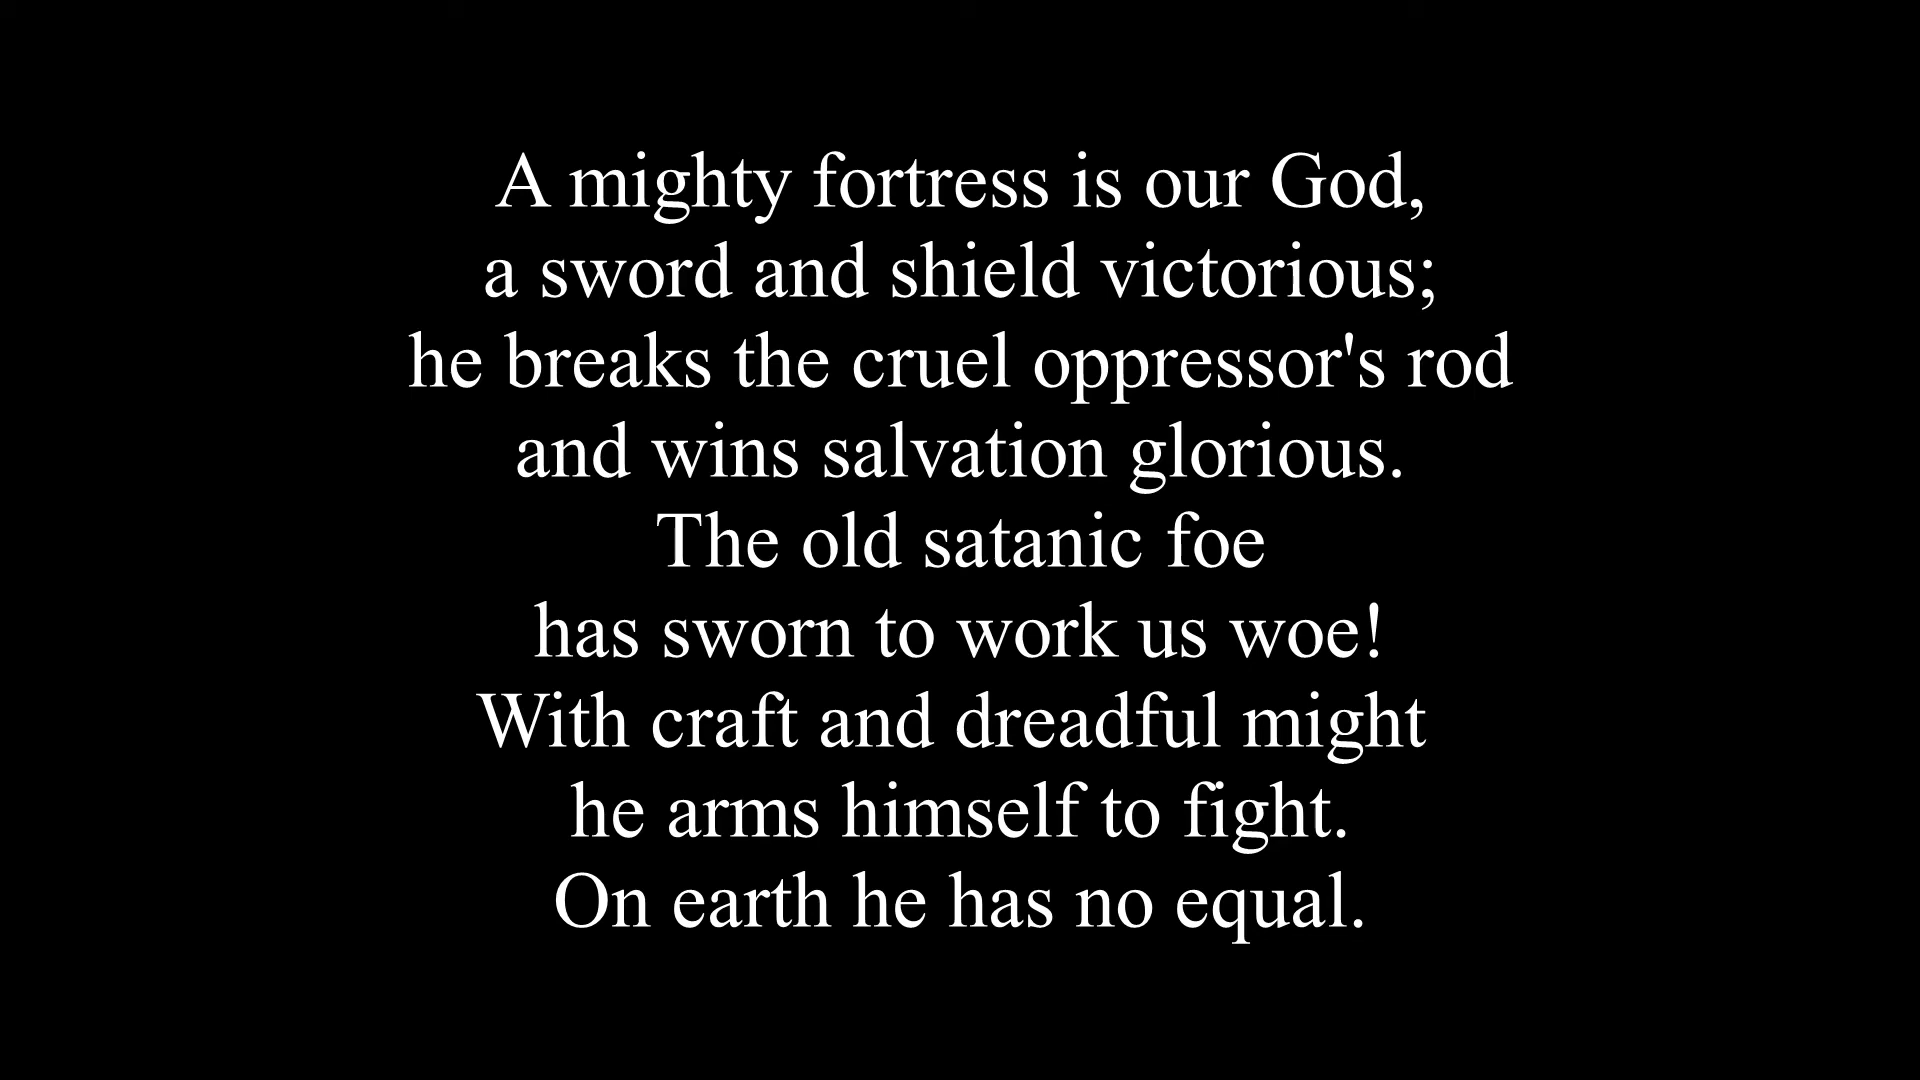 A mighty fortress is our God,
a sword and shield victorious;
he breaks the cruel oppressor's rod
and wins salvation glorious.
The old satanic foe
has sworn to work us woe!
With craft and dreadful might
he arms himself to fight.
On earth he has no equal.